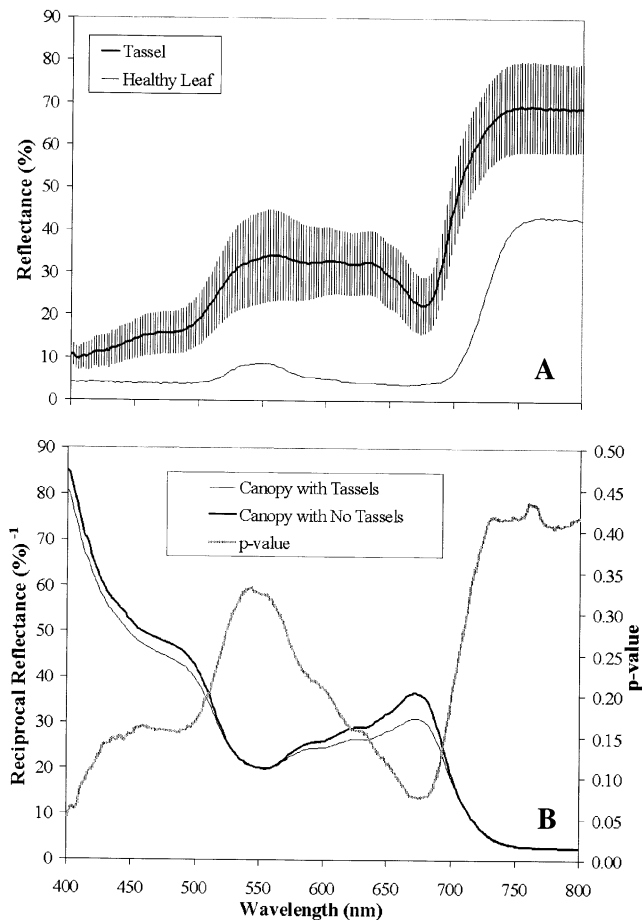 90
80
70
60
50
40
30
20
10
0
Reflectance (%)
Tassel
Healthy Leaf
A
90
80
70
60
50
40
30
20
10
0
Reciprocal Reflectance (%)-1
Canopy with Tassels
Canopy with No Tassels
p-value
0.50
0.45
0.40
0.35
0.30
0.25
0.20
0.15
0.10
0.05
0.00
p-value
B
400 450 500 550 600 650 700 750 800
Wavelength (nm)